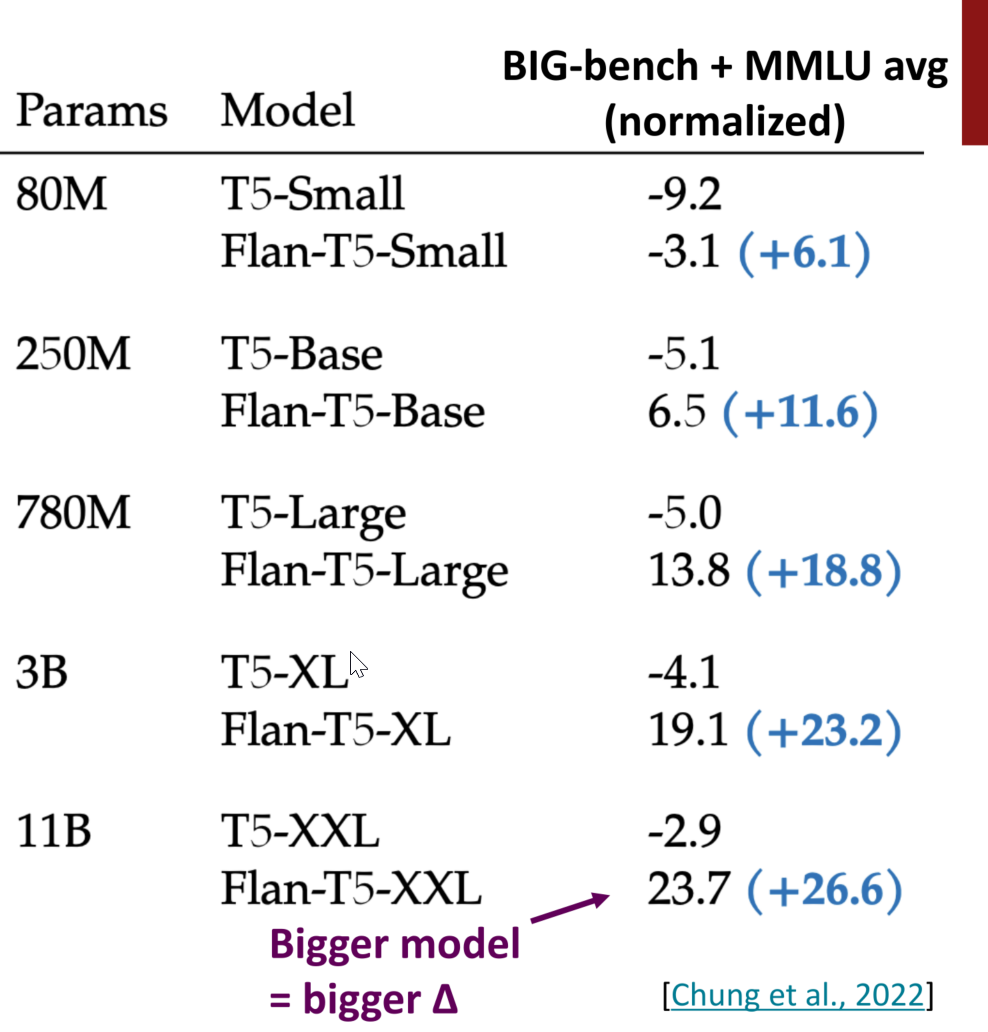 BIG-bench + MMLU avg
(normalized)
Params Model
80M T5-Small -9.2
Flan-T5-Small -3.1 (+6.1)
250M T5-Base -5.1
Flan-T5-Base 6.5 (+11.6)
780M T5-Large -5.0
Flan-T5-Large 13.8 (+18.8)
3B T5-XL -4.1
Flan-T5-XL 19.1 (+23.2)
11B T5-XXL -2.9
Flan-T5-XXL 23.7 (+26.6)
Bigger model
= bigger Δ
[Chung et al., 2022]